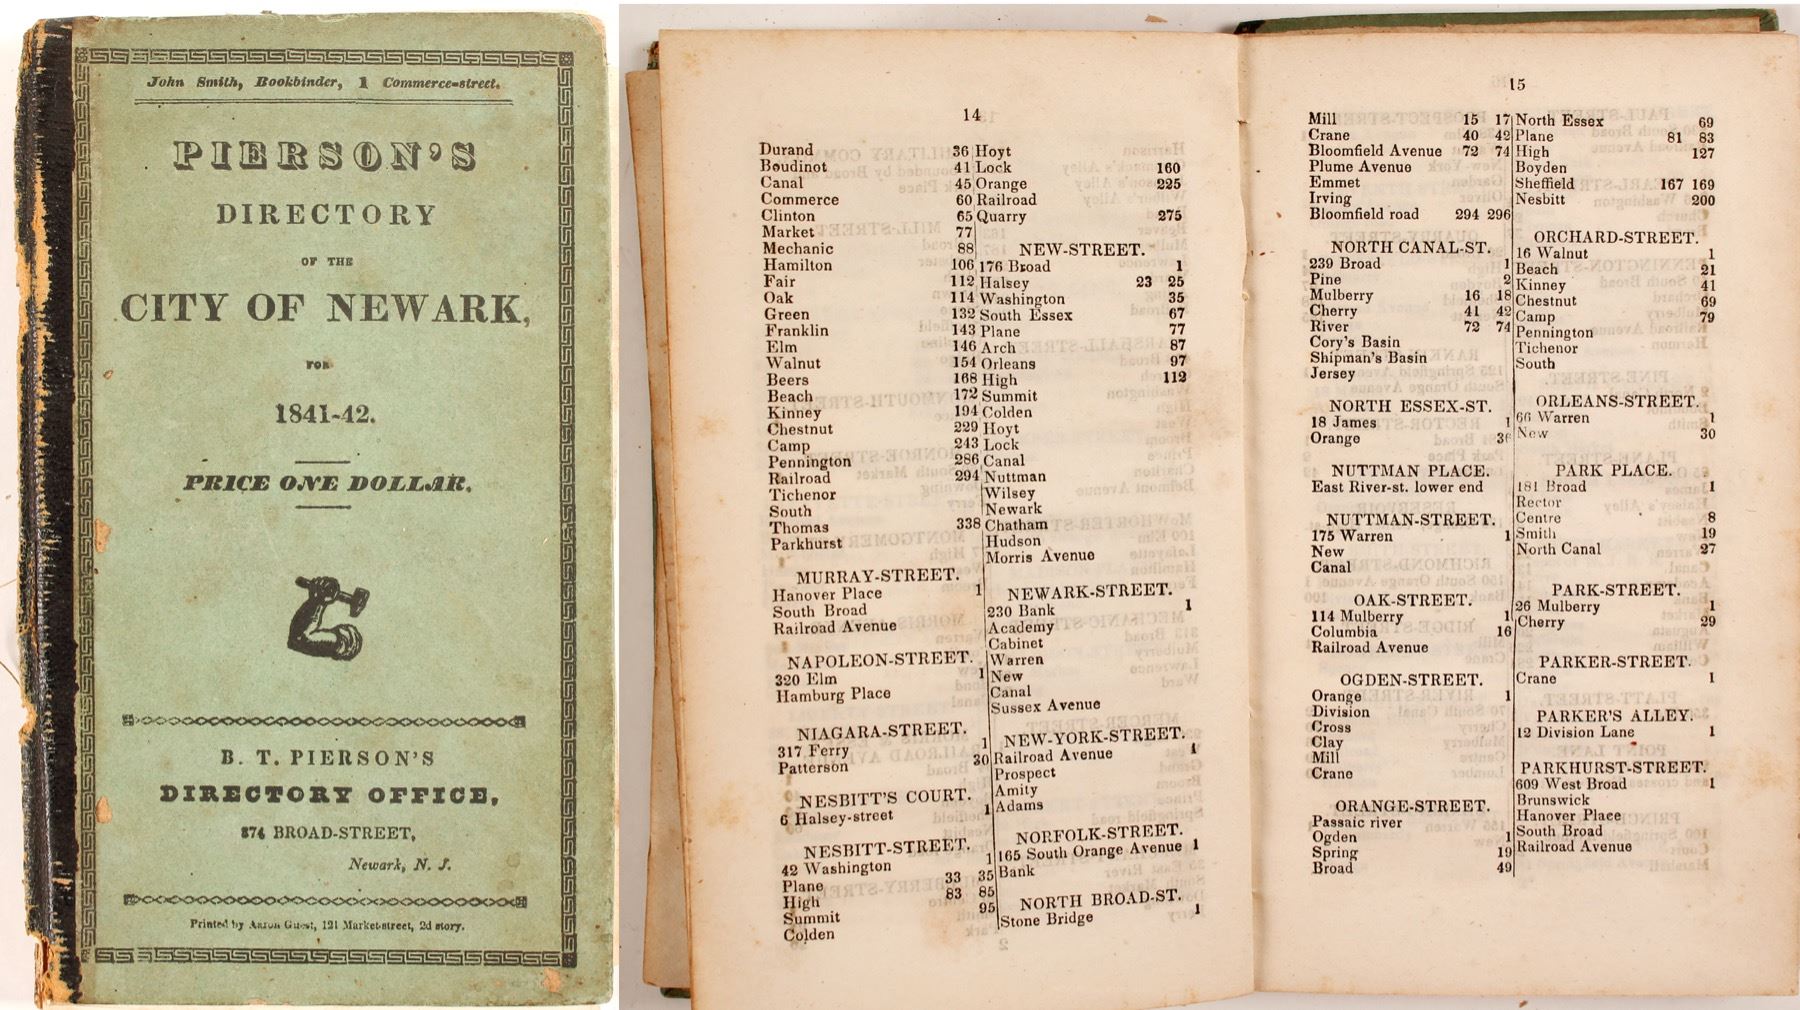 John Smith, Bookbinder, 1 Commerce-street.
PIERSON'S
DIRECTORY
OF THE
CITY OF NEWARK,
FOR
1841-42.
PRICE ONE DOLLAR.
B. T. PIERSON'S
DIRECTORY OFFICE,
874 BROAD-STREET,
Newark, N. J.
Printed by Aaron Guest, 121 Market-street, 2d story.
14
Durand 36
Boudinot 41
Canal 45
Commerce 60
Clinton 65
Market 77
Mechanic 88
Hamilton 106
Fair 112
Oak 114
Green 132
Franklin 143
Elm 146
Walnut 154
Beers 168
Beach 172
Kinney 194
Chestnut 229
Camp 243
Pennington 286
Railroad 294
Tichenor
South
Thomas 338
Parkhurst
MURRAY-STREET.
Hanover Place 1
South Broad
Railroad Avenue
NAPOLEON-STREET.
320 Elm 1
Hamburg Place
NIAGARA-STREET.
317 Ferry 1
Patterson 30
NESBITT'S COURT.
6 Halsey-street 1
NESBITT-STREET.
42 Washington 1
Plane 33 35
High 83 85
Summit 95
Colden
Hoyt
Lock 160
Orange 225
Railroad
Quarry 275
NEW-STREET.
176 Broad 1
Halsey 23 25
Washington 35
South Essex 67
Plane 77
Arch 87
Orleans 97
High 112
Summit
Colden
Hoyt
Lock
Canal
Nuttman
Wilsey
Newark
Chatham
Hudson
Morris Avenue
NEWARK-STREET.
230 Bank 1
Academy
Cabinet
Warren
New
Canal
Sussex Avenue
NEW-YORK-STREET.
Railroad Avenue 1
Prospect
Amity
Adams
NORFOLK-STREET.
165 South Orange Avenue 1
Bank
NORTH BROAD-ST.
Stone Bridge 1
15
Mill 15 17
Crane 40 42
Bloomfield Avenue 72 74
Plume Avenue
Emmet
Irving
Bloomfield road 294 296
NORTH CANAL-ST.
239 Broad 1
Pine 2
Mulberry 16 18
Cherry 41 42
River 72 74
Cory's Basin
Shipman's Basin
Jersey
NORTH ESSEX-ST.
18 James 1
Orange 36
NUTTMAN PLACE.
East River-st. lower end
NUTTMAN-STREET.
175 Warren 1
New
Canal
OAK-STREET.
114 Mulberry 1
Columbia 16
Railroad Avenue
OGDEN-STREET.
Orange 1
Division
Cross
Clay
Mill
Crane
ORANGE-STREET.
Passaic river
Ogden 1
Spring 19
Broad 49
North Essex 69
Plane 81 83
High 127
Boyden
Sheffield 167 169
Nesbitt 200
ORCHARD-STREET.
16 Walnut 1
Beach 21
Kinney 41
Chestnut 69
Camp 79
Pennington
Tichenor
South
ORLEANS-STREET.
66 Warren 1
New 30
PARK PLACE.
181 Broad 1
Rector
Centre 8
Smith 19
North Canal 27
PARK-STREET.
26 Mulberry 1
Cherry 29
PARKER-STREET.
Crane 1
PARKER'S ALLEY.
12 Division Lane 1
PARKHURST-STREET.
609 West Broad 1
Brunswick
Hanover Place
South Broad
Railroad Avenue